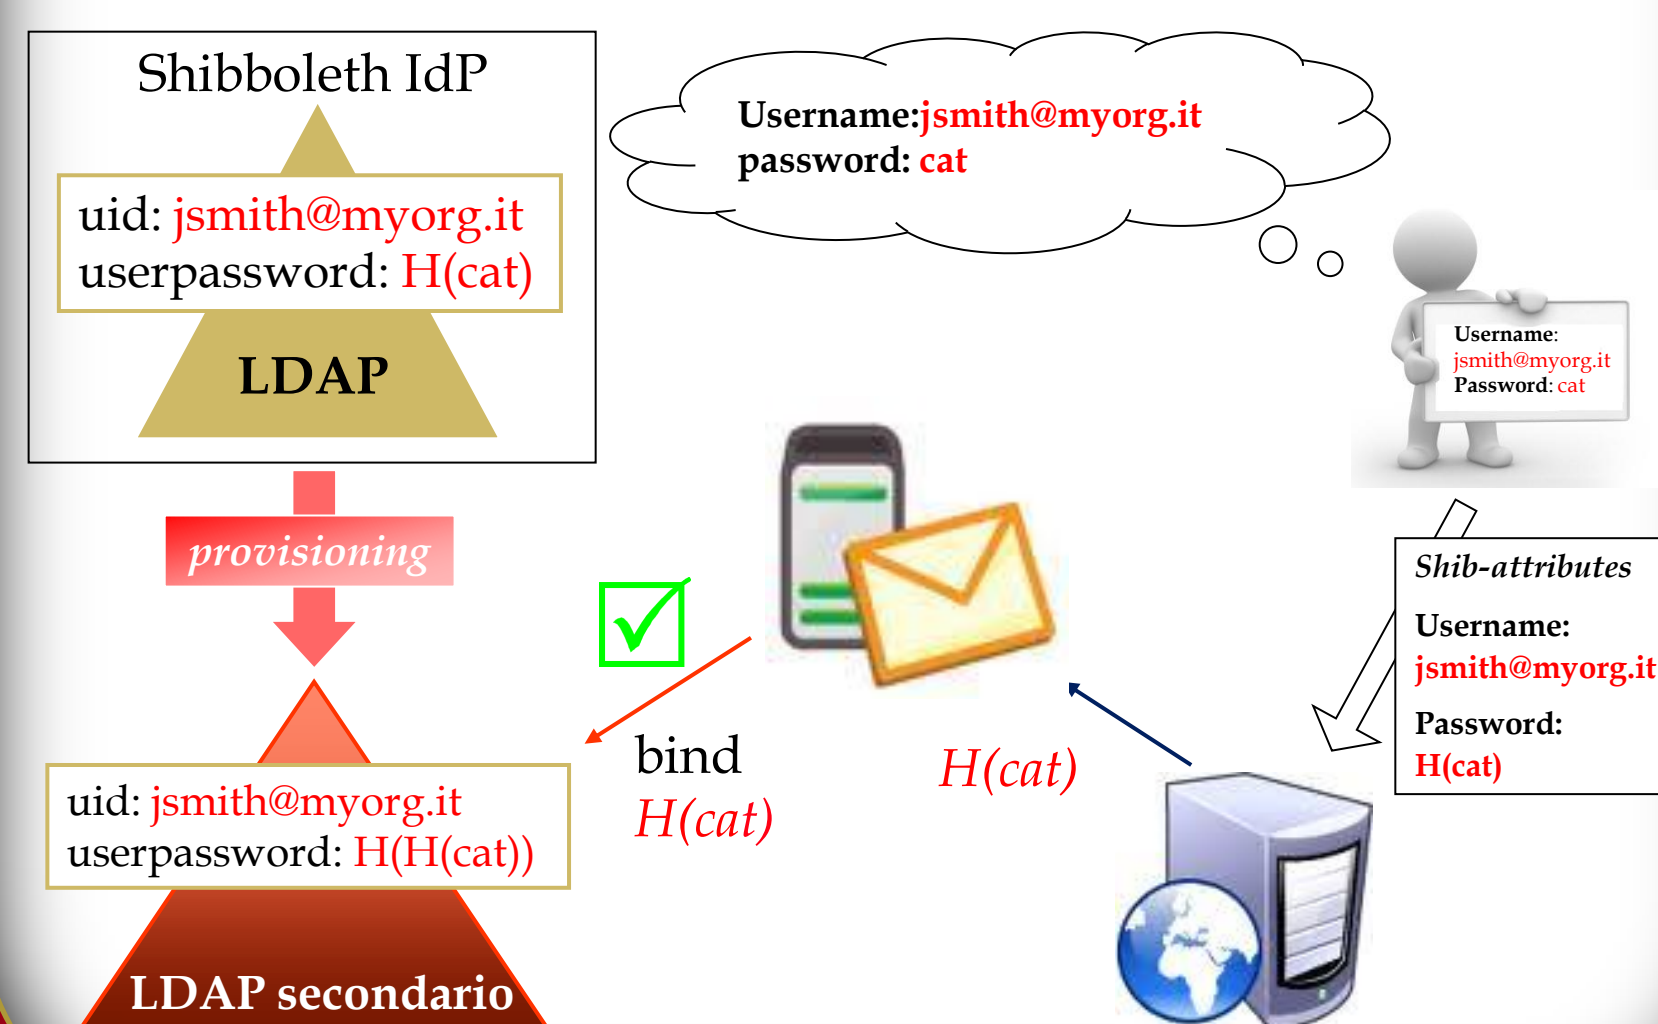 Shibboleth IdP
uid: jsmith@myorg.it
userpassword: H(cat)
LDAP
Username:jsmith@myorg.it
password: cat
Username:
jsmith@myorg.it
Password: cat
provisioning
Shib-attributes
Username:
jsmith@myorg.it
Password:
H(cat)
bind
H(cat)
H(cat)
uid: jsmith@myorg.it
userpassword: H(H(cat))
LDAP secondario